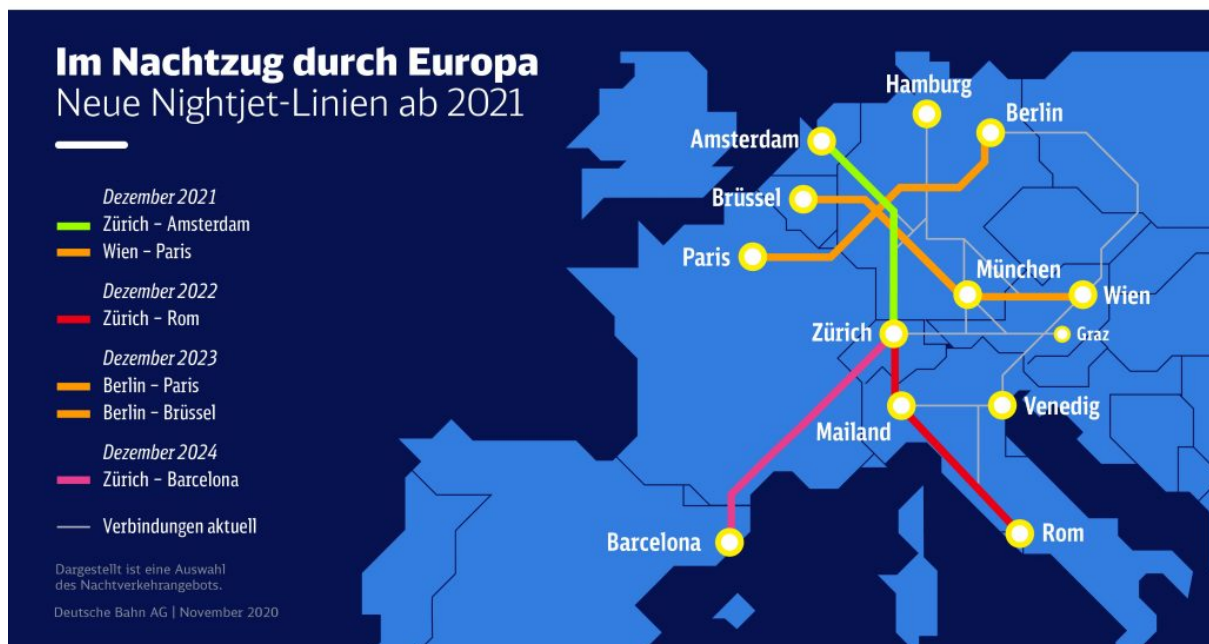 Im Nachtzug durch Europa
Neue Nightjet-Linien ab 2021
Dezember 2021
Zürich – Amsterdam
Wien – Paris
Dezember 2022
Zürich – Rom
Dezember 2023
Berlin – Paris
Berlin – Brüssel
Dezember 2024
Zürich – Barcelona
Verbindungen aktuell
Dargestellt ist eine Auswahl
des Nachtverkehrangebots.
Deutsche Bahn AG | November 2020
Hamburg
Berlin
Amsterdam
Brüssel
Paris
München
Wien
Zürich
Graz
Mailand
Venedig
Barcelona
Rom